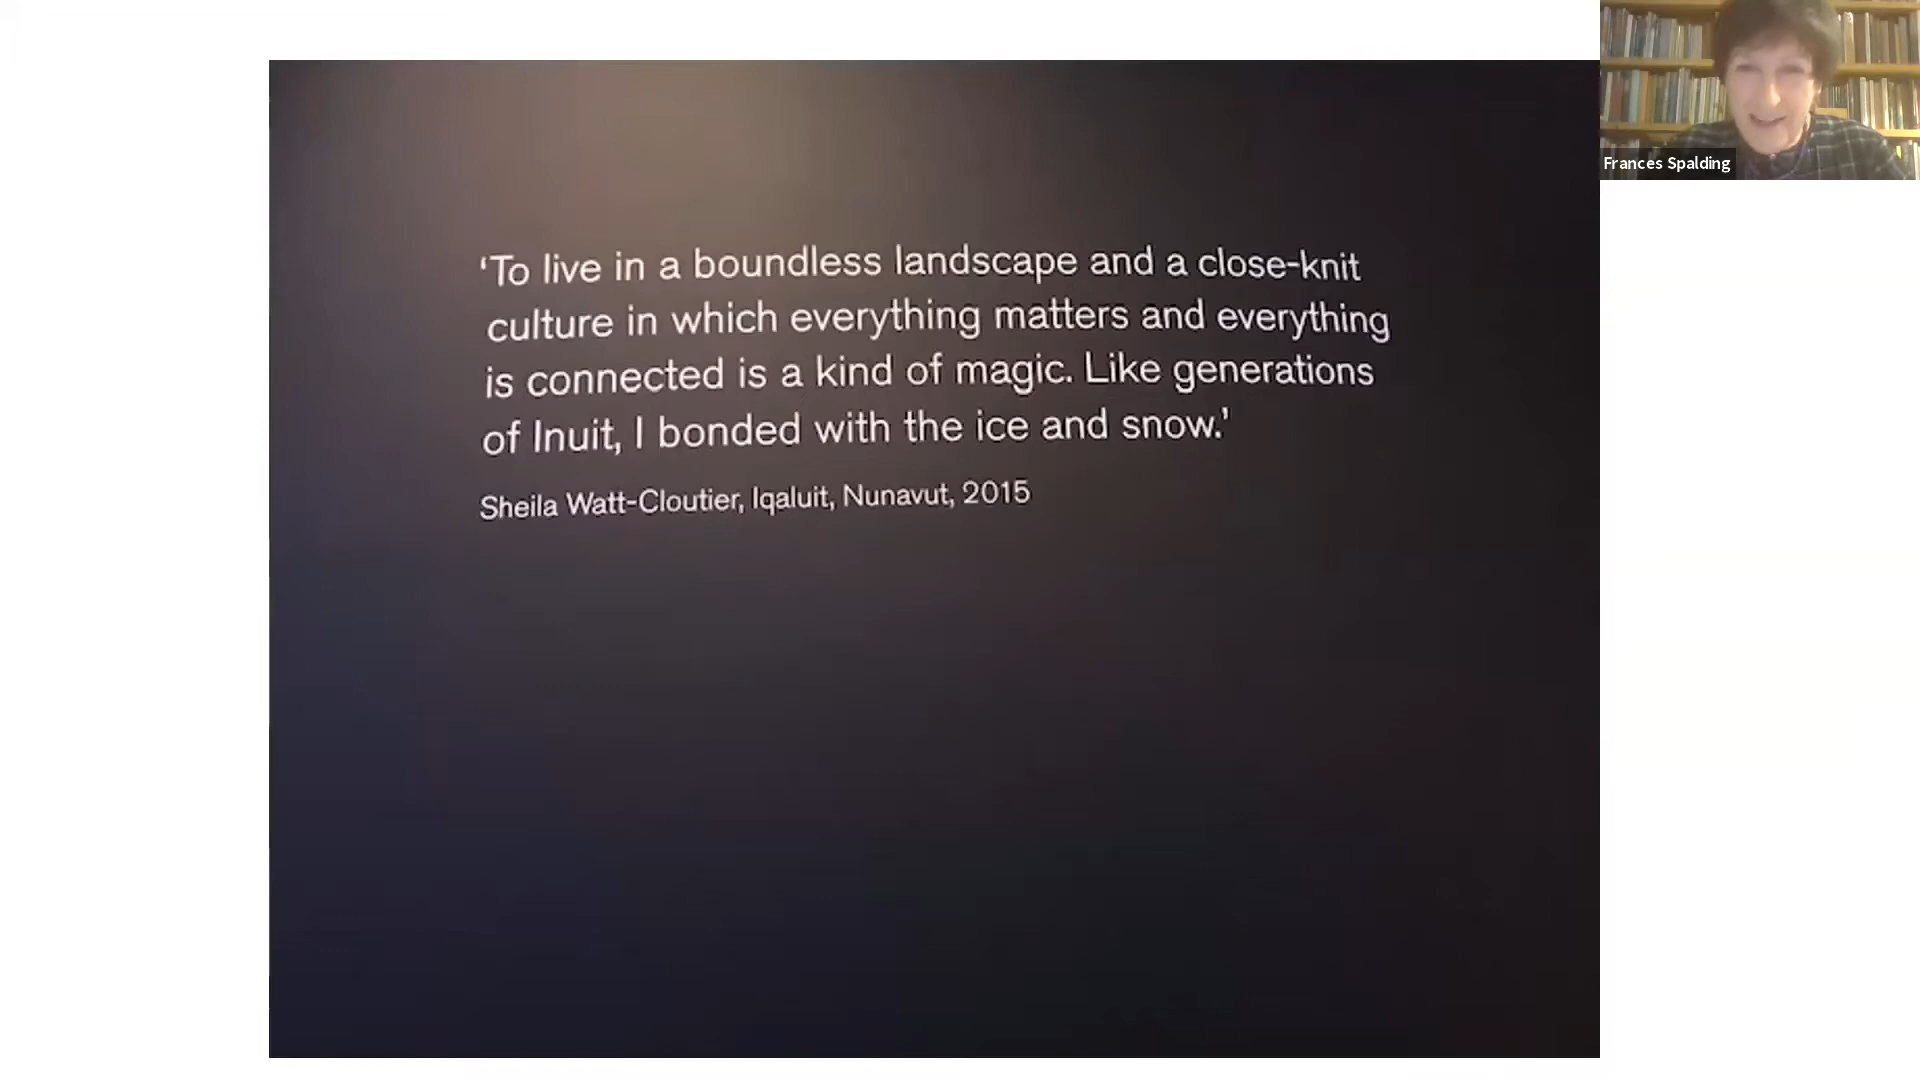 ‘To live in a boundless landscape and a close-knit
culture in which everything matters and everything
is connected is a kind of magic. Like generations
of Inuit, I bonded with the ice and snow.’
Sheila Watt-Cloutier, Iqaluit, Nunavut, 2015
Frances Spalding